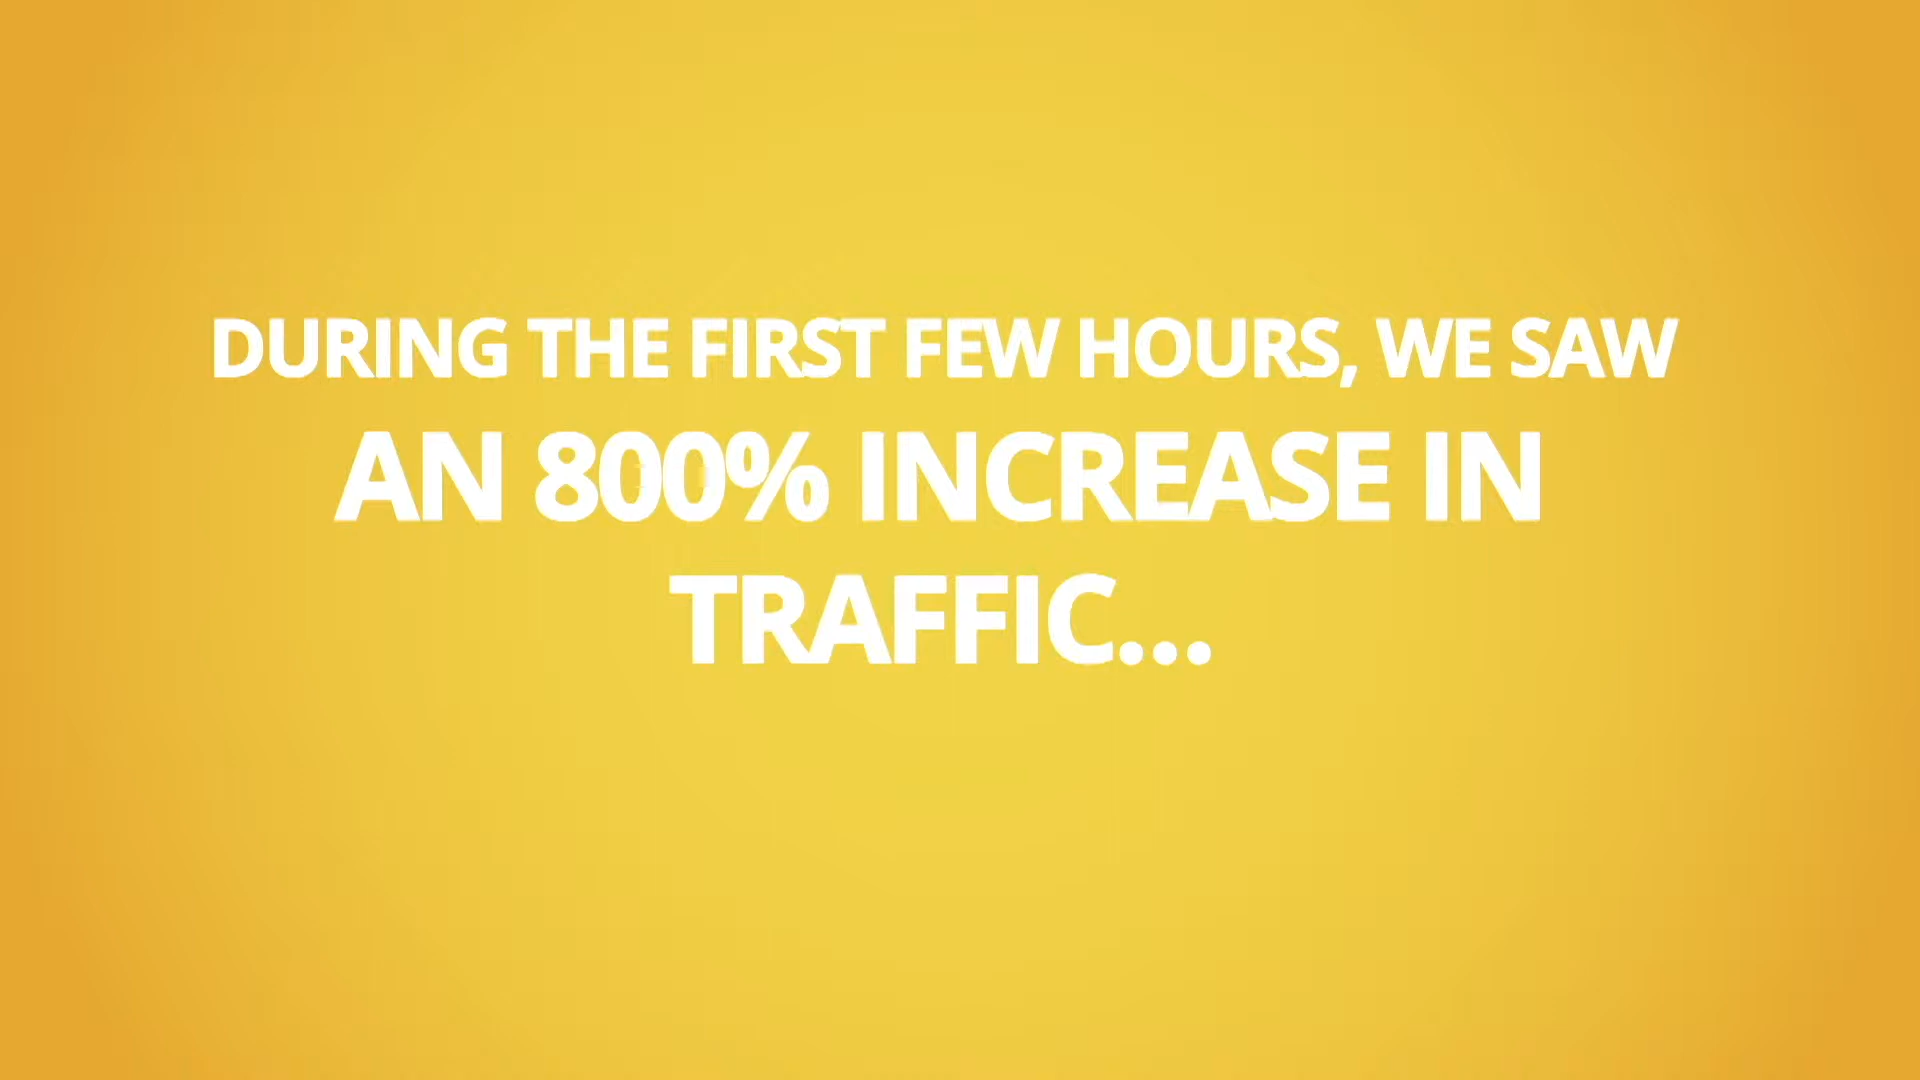 DURING THE FIRST FEW HOURS, WE SAW
AN 800% INCREASE IN
TRAFFIC...